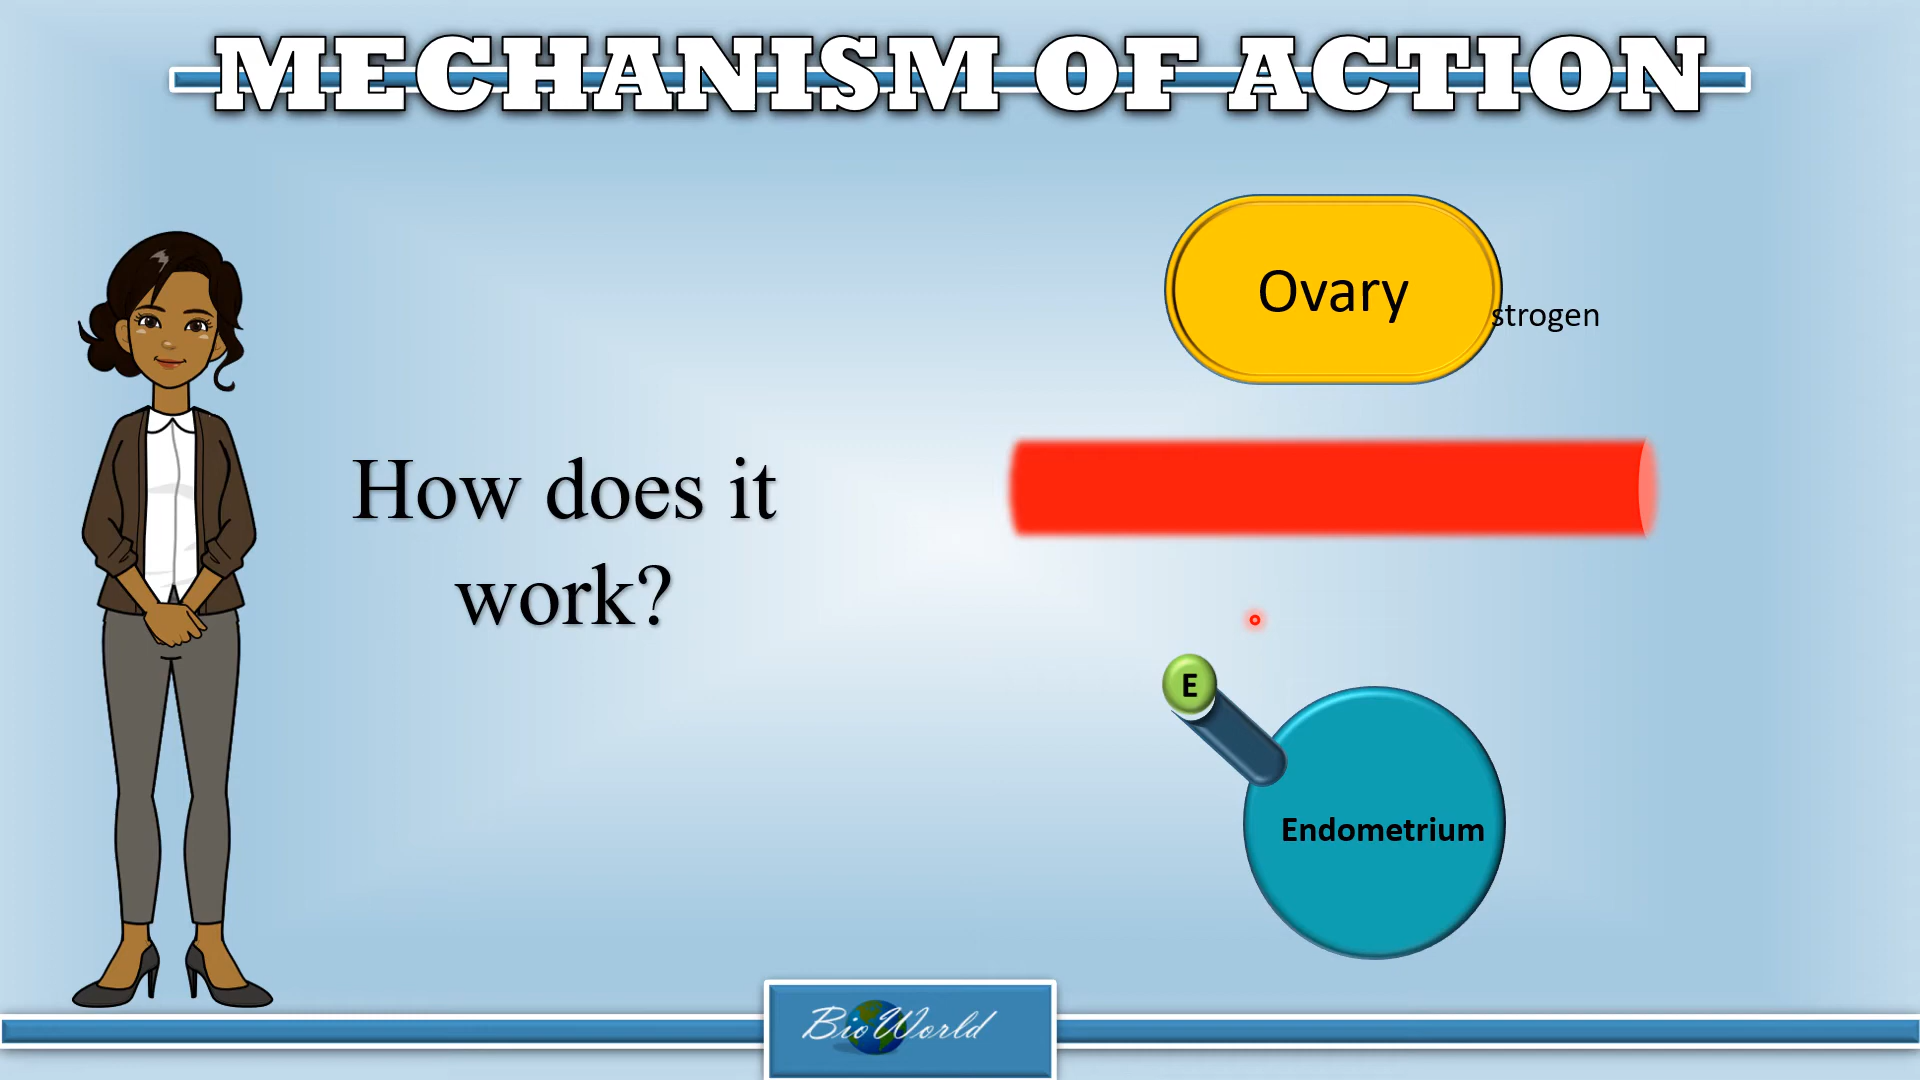 MECHANISM OF ACTION
Ovary
strogen
How does it
work?
E
Endometrium
BioWorld